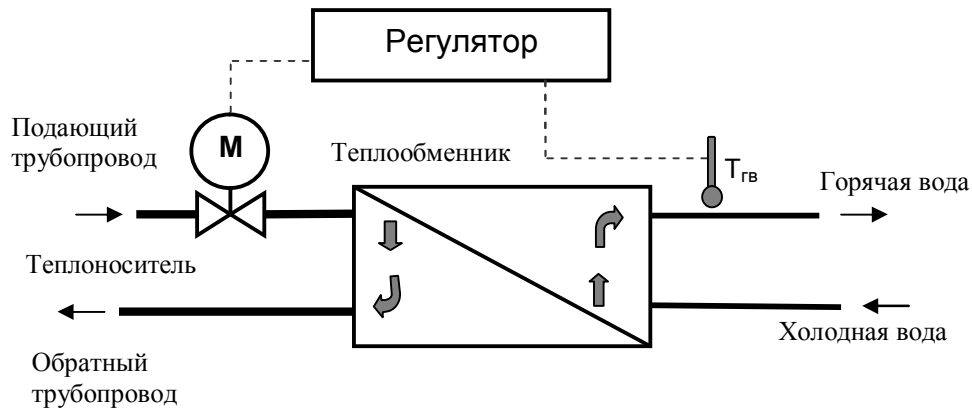 Регулятор
Подающий
трубопровод
М
Теплообменник
Tгв
Горячая вода
Теплоноситель
Холодная вода
Обратный
трубопровод